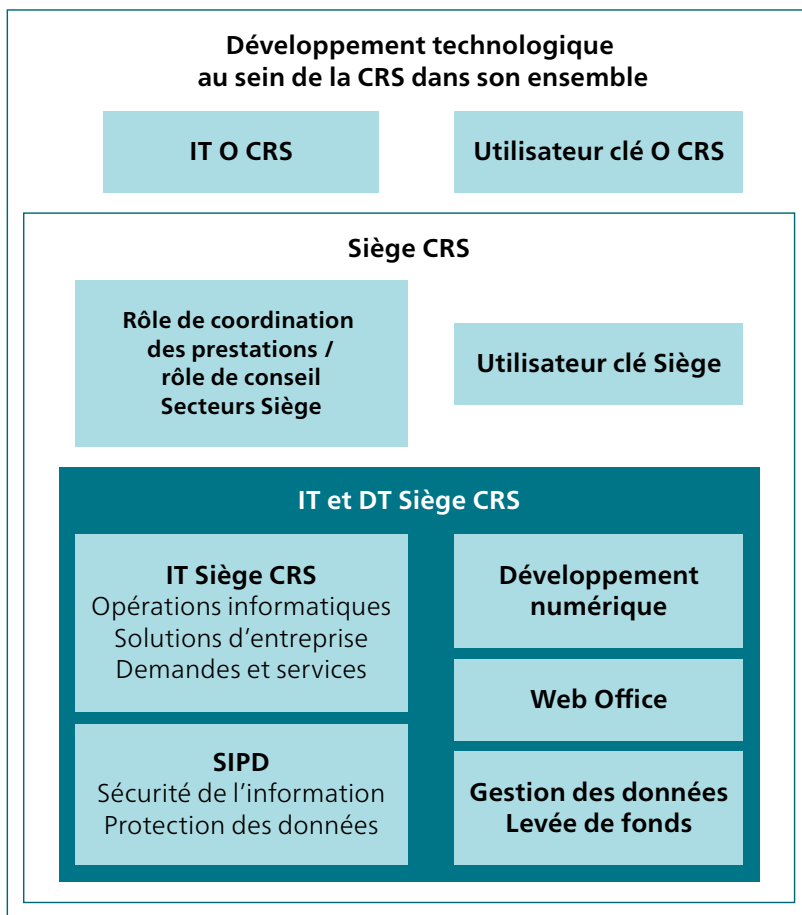 Développement technologique
au sein de la CRS dans son ensemble
IT O CRS
Utilisateur clé O CRS
Siège CRS
Rôle de coordination
des prestations /
rôle de conseil
Secteurs Siège
Utilisateur clé Siège
IT et DT Siège CRS
IT Siège CRS
Opérations informatiques
Solutions d'entreprise
Demandes et services
SIPD
Sécurité de l'information
Protection des données
Développement
numérique
Web Office
Gestion des données
Levée de fonds